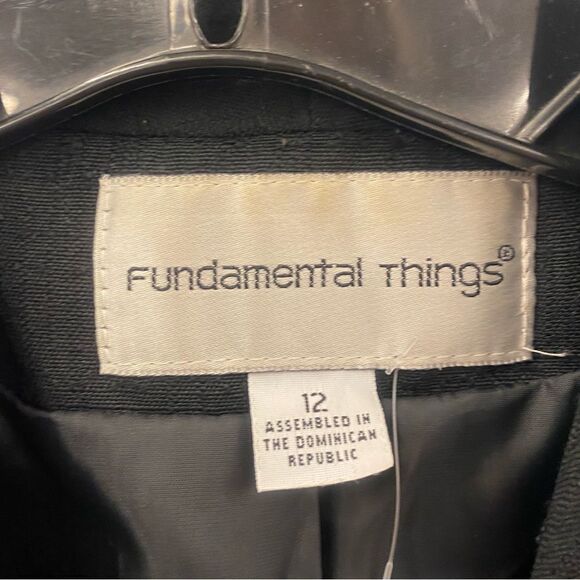 Fundamental Things®
12
ASSEMBLED IN
THE DOMINICAN
REPUBLIC